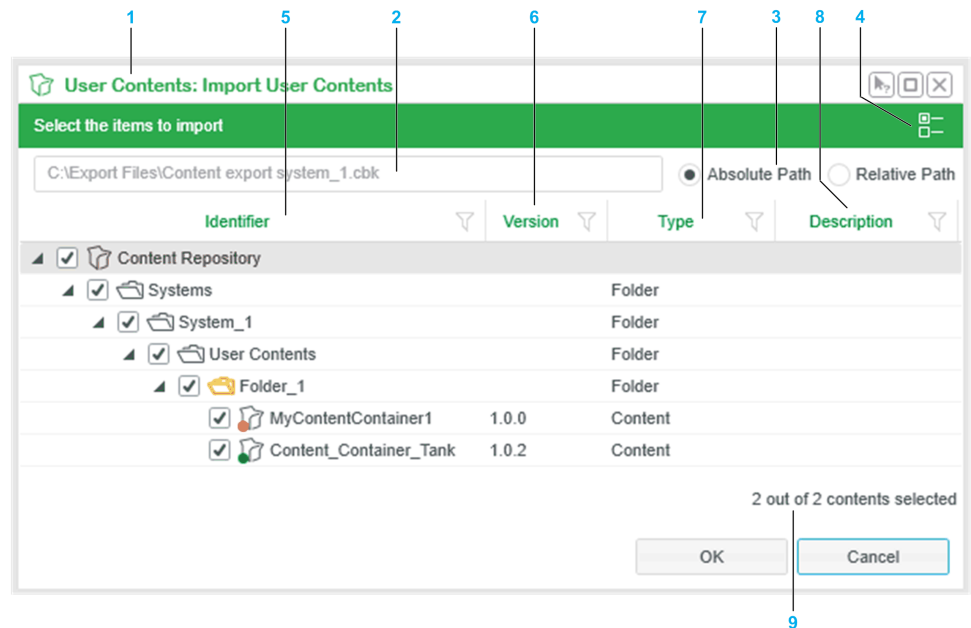 1 5 2 6 7 3 8 4
User Contents: Import User Contents
Select the items to import
C:\Export Files\Content export system_1.cbk Absolute Path Relative Path
Identifier Version Type Description
Content Repository
Systems Folder
System_1 Folder
User Contents Folder
Folder_1 Folder
MyContentContainer1 1.0.0 Content
Content_Container_Tank 1.0.2 Content
2 out of 2 contents selected
OK Cancel
9